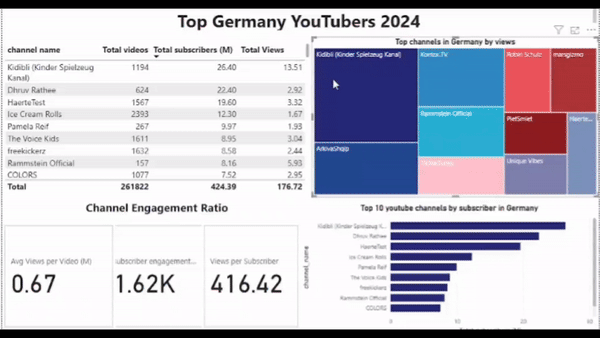 Top Germany YouTubers 2024
channel name Total videos Total subscribers (M) Total Views
Kidibli (Kinder Spielzeug Kanal) 1194 26.40 13.51
Dhruv Rathee 624 22.40 2.92
HaerteTest 1567 19.60 3.32
Ice Cream Rolls 2393 12.30 1.67
Pamela Reif 267 9.97 1.93
The Voice Kids 1611 8.95 3.04
freekickerz 1632 8.58 2.44
Rammstein Official 157 8.16 5.93
COLORS 1077 7.52 2.95
Total 261822 424.39 176.72
Top channels in Germany by views
Kidibli (Kinder Spielzeug Kanal)
Kontor.TV
Robin Schulz
mangizmo
Rammstein Official
PietSmiet
Haerte...
ArkivaShqip
Unique Vibes
Channel Engagement Ratio
Avg Views per Video (M)
0.67
ubscriber engagement...
1.62K
Views per Subscriber
416.42
Top 10 youtube channels by subscriber in Germany
channel_name
Kidibli (Kinder Spielzeug K...
Dhruv Rathee
HaerteTest
Ice Cream Rolls
Pamela Reif
The Voice Kids
freekickerz
Rammstein Official
COLORS
0 10 20 30